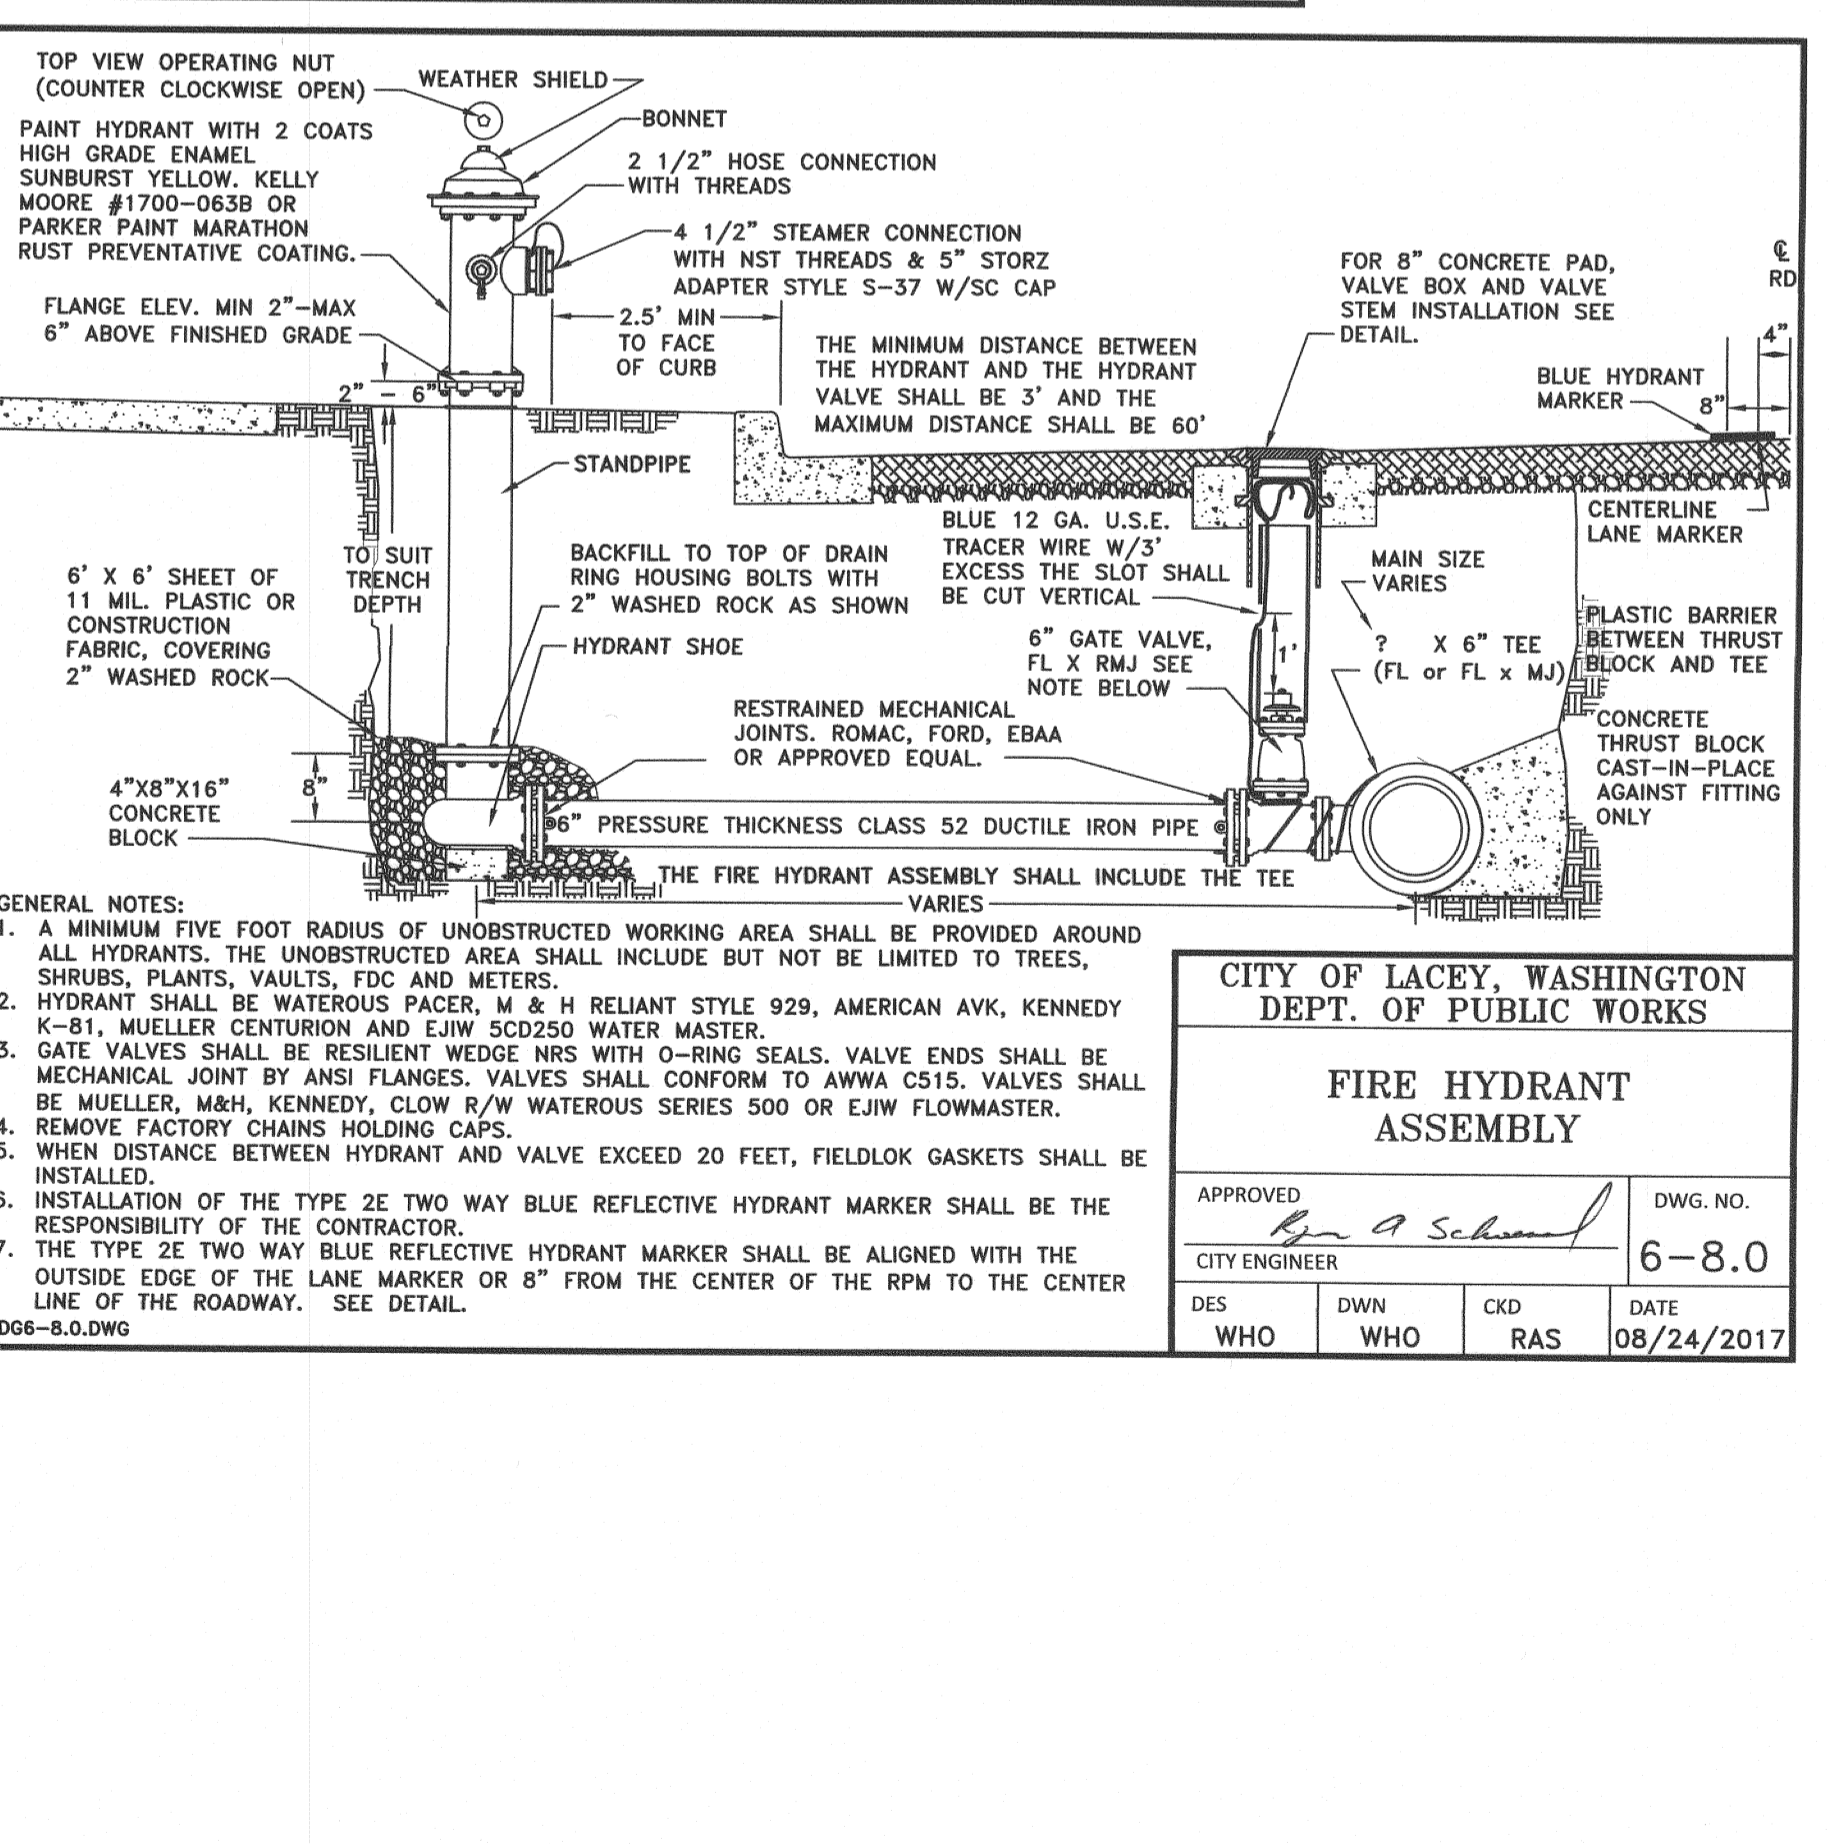 TOP VIEW OPERATING NUT
(COUNTER CLOCKWISE OPEN)
WEATHER SHIELD
BONNET
PAINT HYDRANT WITH 2 COATS
HIGH GRADE ENAMEL
SUNBURST YELLOW. KELLY
MOORE #1700-063B OR
PARKER PAINT MARATHON
RUST PREVENTATIVE COATING.
2 1/2" HOSE CONNECTION
WITH THREADS
4 1/2" STEAMER CONNECTION
WITH NST THREADS & 5" STORZ
ADAPTER STYLE S-37 W/SC CAP
FLANGE ELEV. MIN 2"-MAX
6" ABOVE FINISHED GRADE
2" - 6"
2.5' MIN
TO FACE
OF CURB
THE MINIMUM DISTANCE BETWEEN
THE HYDRANT AND THE HYDRANT
VALVE SHALL BE 3' AND THE
MAXIMUM DISTANCE SHALL BE 60'
FOR 8" CONCRETE PAD,
VALVE BOX AND VALVE
STEM INSTALLATION SEE
DETAIL.
℄
RD
4"
BLUE HYDRANT
MARKER
8"
STANDPIPE
CENTERLINE
LANE MARKER
TO SUIT
TRENCH
DEPTH
6' X 6' SHEET OF
11 MIL. PLASTIC OR
CONSTRUCTION
FABRIC, COVERING
2" WASHED ROCK
BACKFILL TO TOP OF DRAIN
RING HOUSING BOLTS WITH
2" WASHED ROCK AS SHOWN
HYDRANT SHOE
BLUE 12 GA. U.S.E.
TRACER WIRE W/3'
EXCESS THE SLOT SHALL
BE CUT VERTICAL
6" GATE VALVE,
FL X RMJ SEE
NOTE BELOW
1'
MAIN SIZE
VARIES
? X 6" TEE
(FL or FL x MJ)
PLASTIC BARRIER
BETWEEN THRUST
BLOCK AND TEE
RESTRAINED MECHANICAL
JOINTS. ROMAC, FORD, EBAA
OR APPROVED EQUAL.
CONCRETE
THRUST BLOCK
CAST-IN-PLACE
AGAINST FITTING
ONLY
4"X8"X16"
CONCRETE
BLOCK
8"
6" PRESSURE THICKNESS CLASS 52 DUCTILE IRON PIPE
THE FIRE HYDRANT ASSEMBLY SHALL INCLUDE THE TEE
VARIES
GENERAL NOTES:
1. A MINIMUM FIVE FOOT RADIUS OF UNOBSTRUCTED WORKING AREA SHALL BE PROVIDED AROUND
ALL HYDRANTS. THE UNOBSTRUCTED AREA SHALL INCLUDE BUT NOT BE LIMITED TO TREES,
SHRUBS, PLANTS, VAULTS, FDC AND METERS.
2. HYDRANT SHALL BE WATEROUS PACER, M & H RELIANT STYLE 929, AMERICAN AVK, KENNEDY
K-81, MUELLER CENTURION AND EJIW 5CD250 WATER MASTER.
3. GATE VALVES SHALL BE RESILIENT WEDGE NRS WITH O-RING SEALS. VALVE ENDS SHALL BE
MECHANICAL JOINT BY ANSI FLANGES. VALVES SHALL CONFORM TO AWWA C515. VALVES SHALL
BE MUELLER, M&H, KENNEDY, CLOW R/W WATEROUS SERIES 500 OR EJIW FLOWMASTER.
4. REMOVE FACTORY CHAINS HOLDING CAPS.
5. WHEN DISTANCE BETWEEN HYDRANT AND VALVE EXCEED 20 FEET, FIELDLOK GASKETS SHALL BE
INSTALLED.
6. INSTALLATION OF THE TYPE 2E TWO WAY BLUE REFLECTIVE HYDRANT MARKER SHALL BE THE
RESPONSIBILITY OF THE CONTRACTOR.
7. THE TYPE 2E TWO WAY BLUE REFLECTIVE HYDRANT MARKER SHALL BE ALIGNED WITH THE
OUTSIDE EDGE OF THE LANE MARKER OR 8" FROM THE CENTER OF THE RPM TO THE CENTER
LINE OF THE ROADWAY. SEE DETAIL.
DG6-8.0.DWG
CITY OF LACEY, WASHINGTON
DEPT. OF PUBLIC WORKS
FIRE HYDRANT
ASSEMBLY
APPROVED
CITY ENGINEER
DWG. NO.
6-8.0
DES
WHO
DWN
WHO
CKD
RAS
DATE
08/24/2017